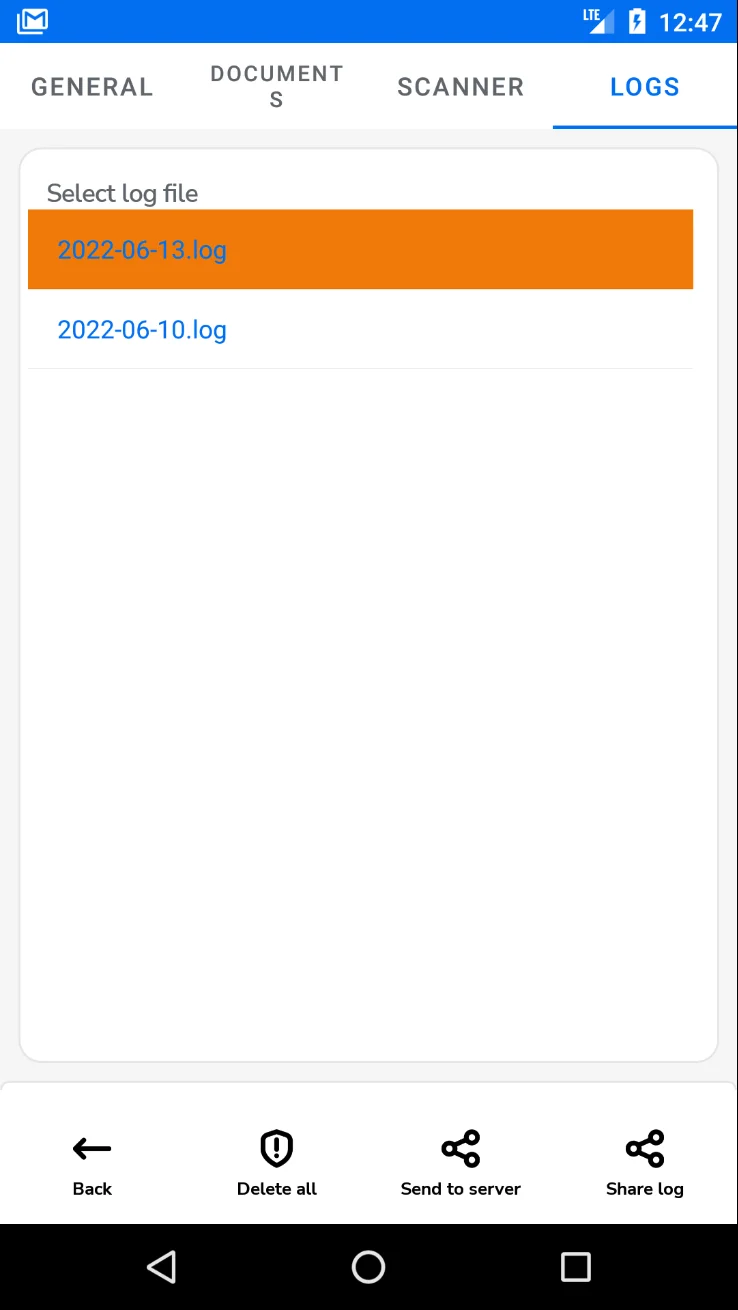 LTE 12:47
GENERAL DOCUMENT
S SCANNER LOGS
Select log file
2022-06-13.log
2022-06-10.log
Back Delete all Send to server Share log